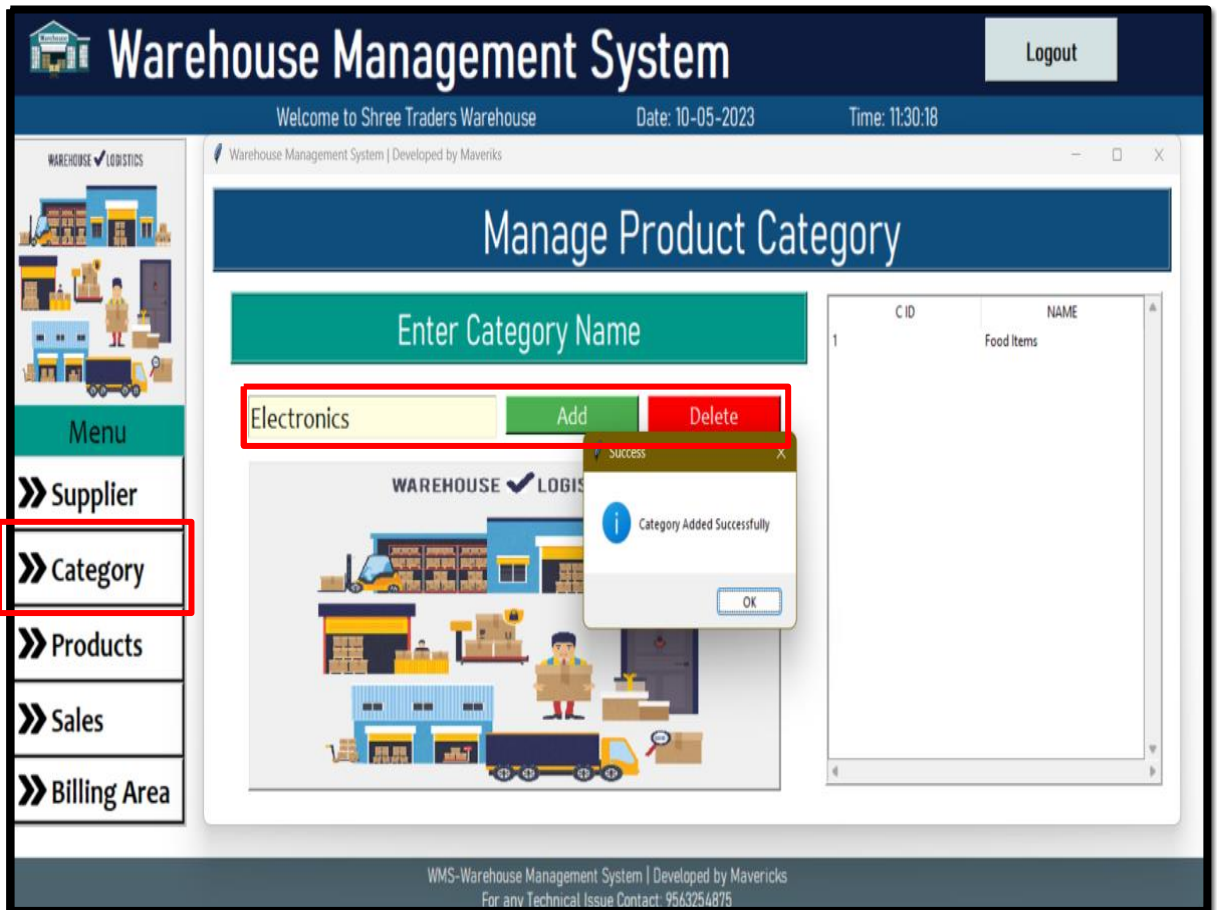 Warehouse Management System
Logout
Welcome to Shree Traders Warehouse Date: 10-05-2023 Time: 11:30:18
WAREHOUSE LOGISTICS
Warehouse Management System | Developed by Maveriks
Manage Product Category
Enter Category Name
C ID NAME
1 Food Items
Electronics Add Delete
Success X
Category Added Successfully
OK
WAREHOUSE LOGIS
Menu
Supplier
Category
Products
Sales
Billing Area
WMS-Warehouse Management System | Developed by Mavericks
For any Technical Issue Contact: 9563254875